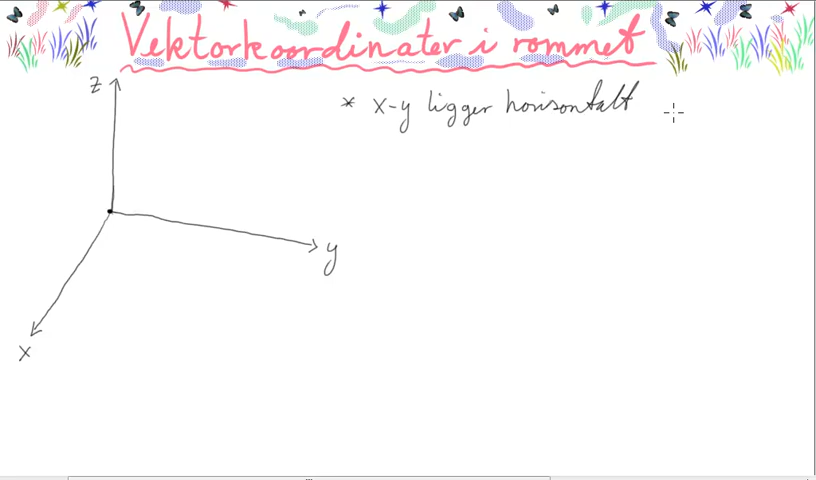 Vektorkoordinater i rommet
z
* x-y ligger horisontalt
y
x